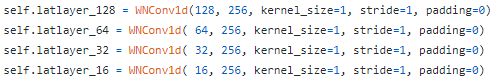 self.latlayer_128 = WNConv1d(128, 256, kernel_size=1, stride=1, padding=0)
self.latlayer_64 = WNConv1d( 64, 256, kernel_size=1, stride=1, padding=0)
self.latlayer_32 = WNConv1d( 32, 256, kernel_size=1, stride=1, padding=0)
self.latlayer_16 = WNConv1d( 16, 256, kernel_size=1, stride=1, padding=0)